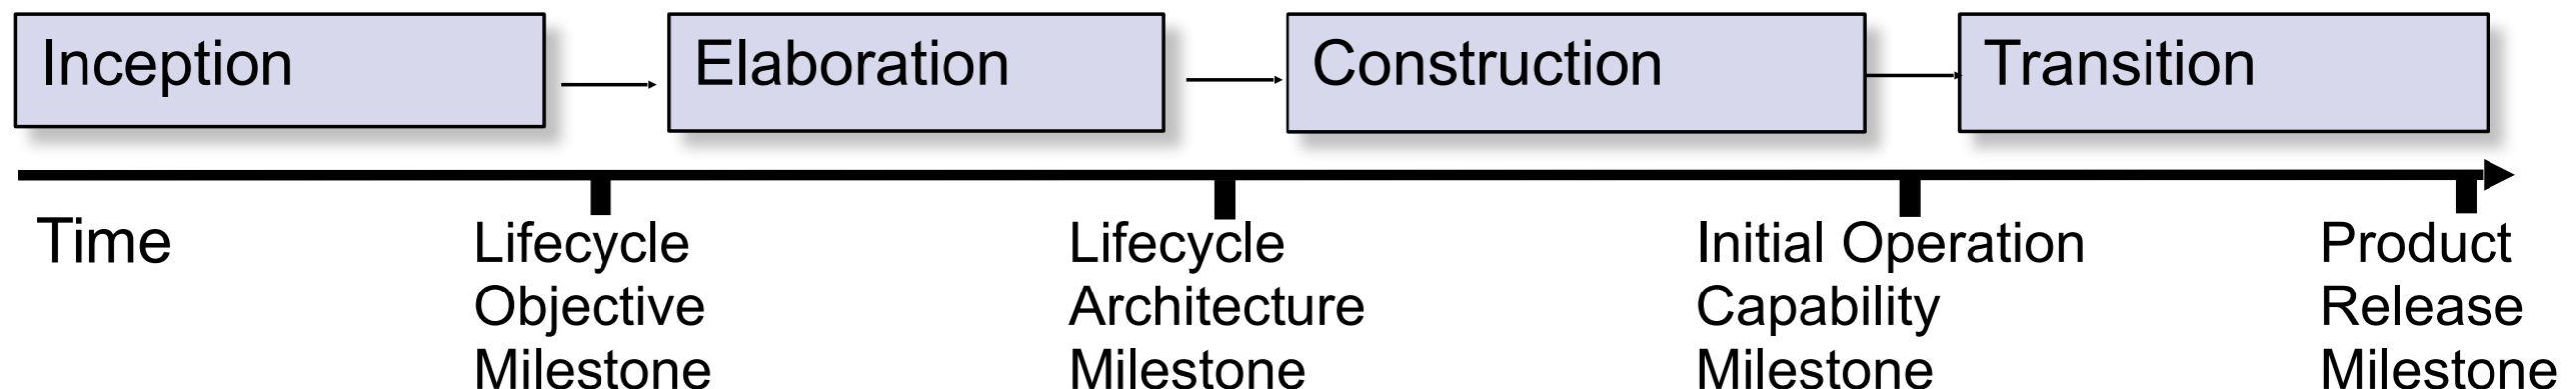 Inception
Elaboration
Construction
Transition
Time
Lifecycle
Objective
Milestone
Lifecycle
Architecture
Milestone
Initial Operation
Capability
Milestone
Product
Release
Milestone